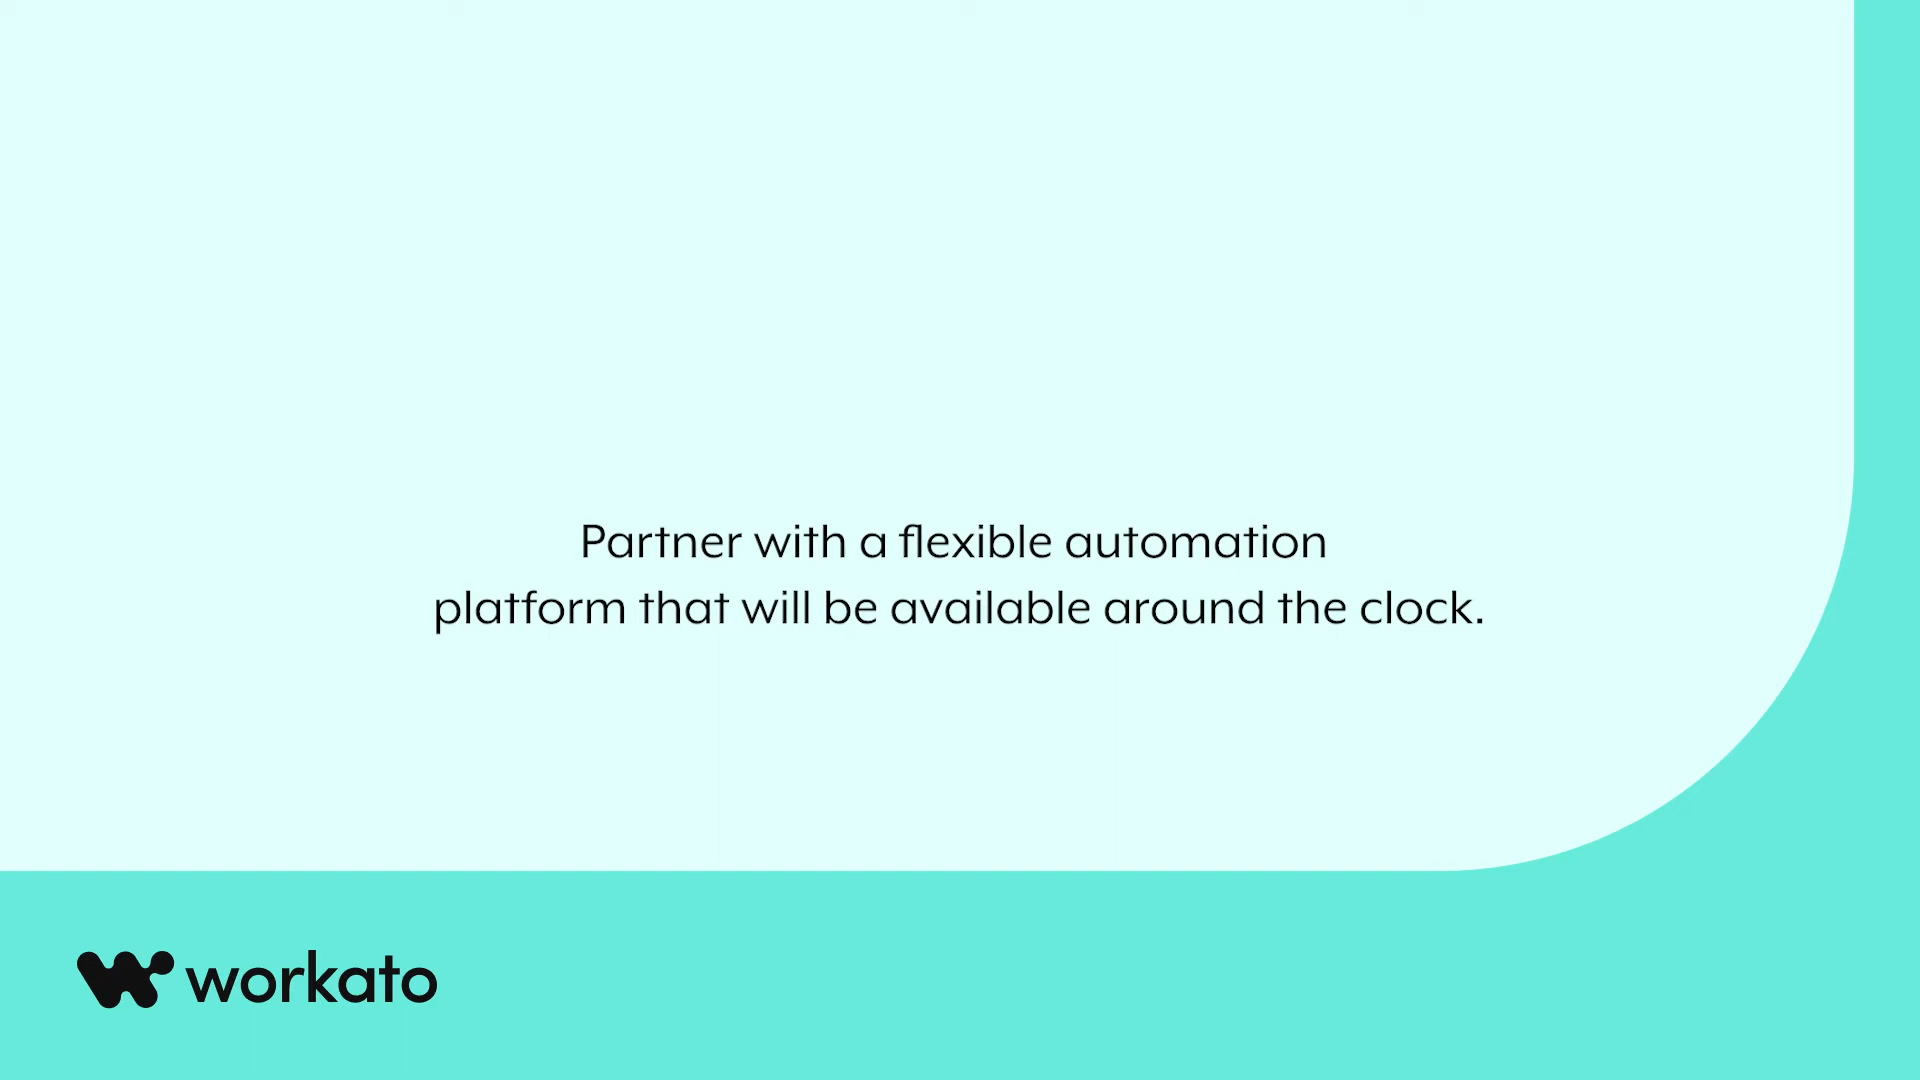 Partner with a flexible automation
platform that will be available around the clock.
workato